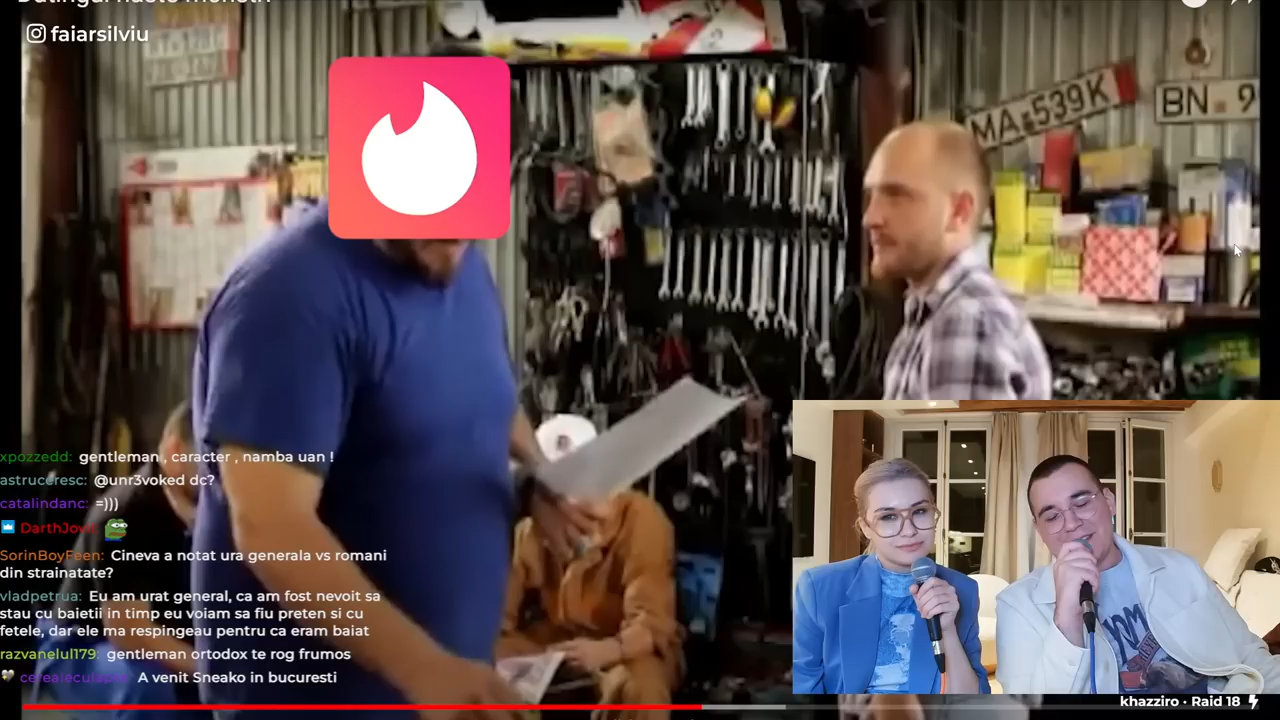 faiarsilviu
MA 539K
BN 9
xpozzedd: gentleman , caracter , namba uan !
astruceresc: @unr3voked dc?
catalindanc: =)))
SorinBoyFeen: Cineva a notat ura generala vs romani
din strainatate?
vladpetrua: Eu am urat general, ca am fost nevoit sa
stau cu baietii in timp eu voiam sa fiu preten si cu
fetele, dar ele ma respingeau pentru ca eram baiat
razvanelul179: gentleman ortodox te rog frumos
A venit Sneako in bucuresti
khazziro • Raid 18